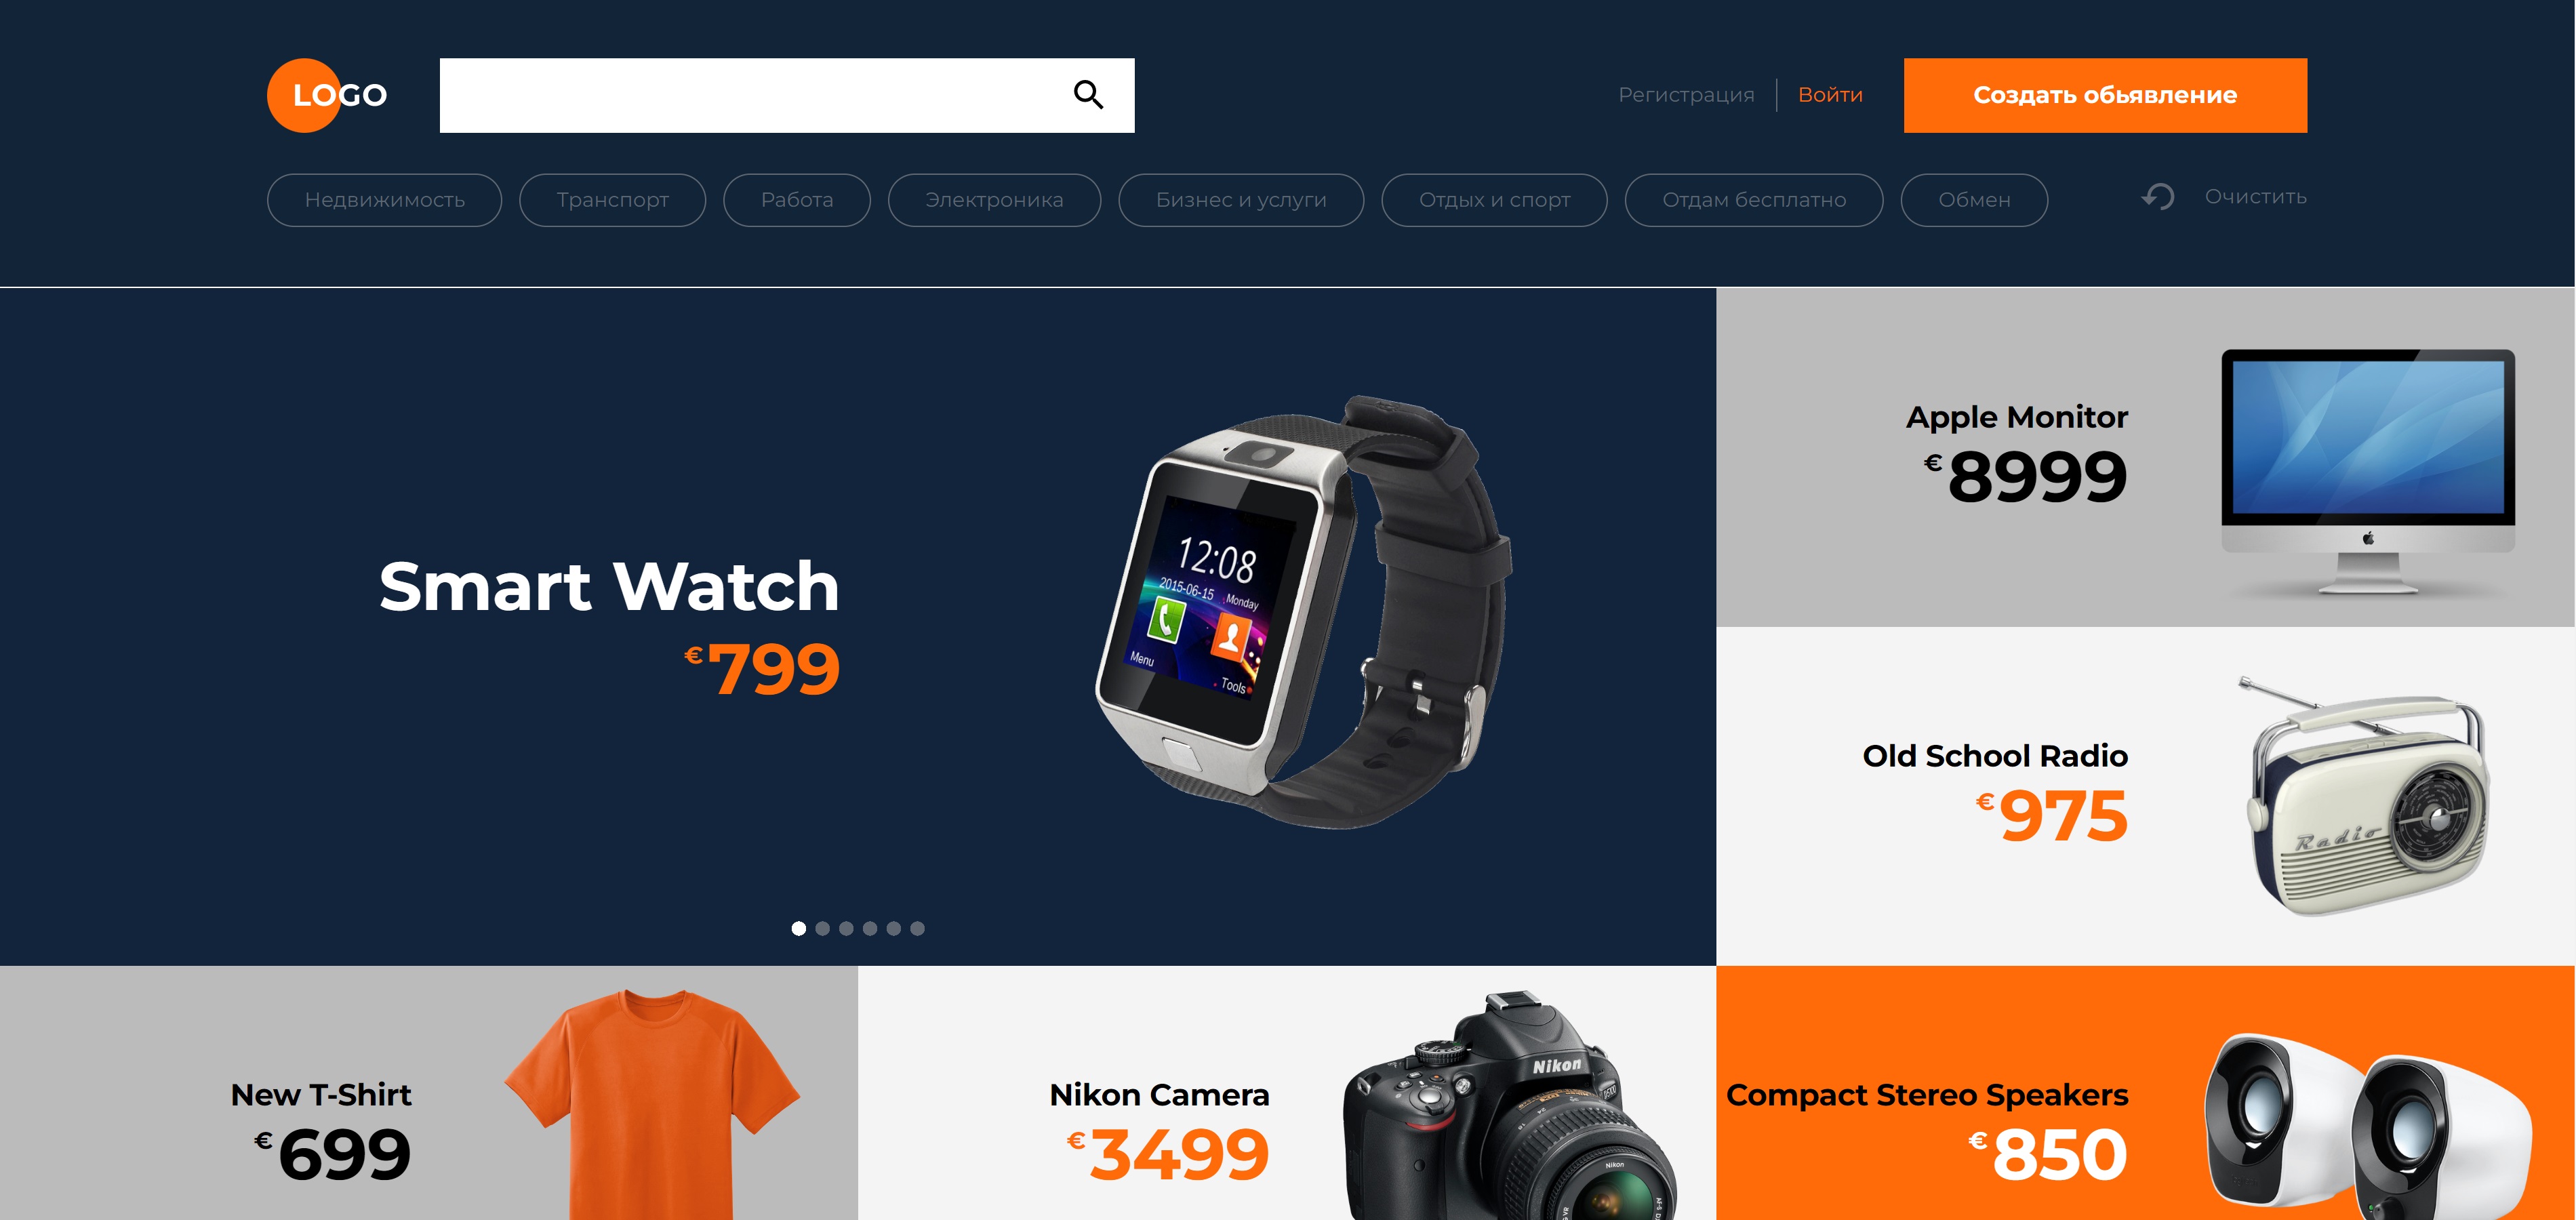 LOGO
Регистрация
Войти
Создать обьявление
Недвижимость
Транспорт
Работа
Электроника
Бизнес и услуги
Отдых и спорт
Отдам бесплатно
Обмен
Очистить
Smart Watch
€799
12:08
2015-06-15 Monday
Menu
Tools
Apple Monitor
€8999
Old School Radio
€975
Radio
New T-Shirt
€699
Nikon Camera
€3499
Nikon
Nikon
Compact Stereo Speakers
€850